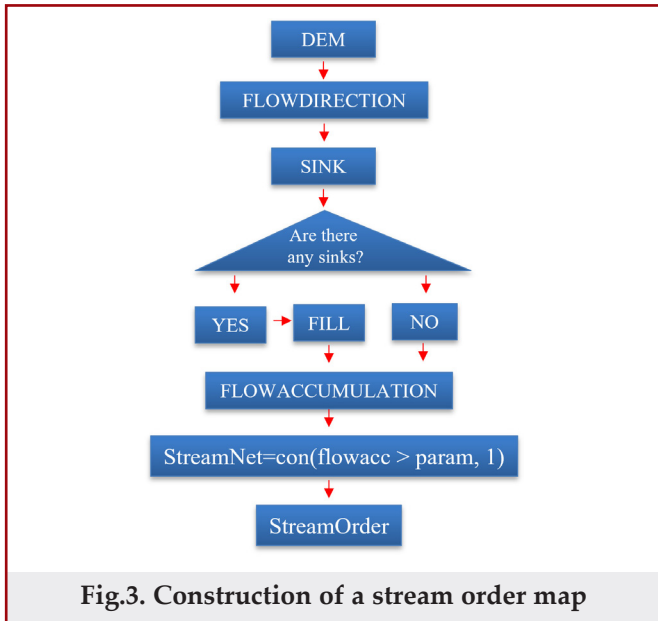 DEM
FLOWDIRECTION
SINK
Are there
any sinks?
YES
FILL
NO
FLOWACCUMULATION
StreamNet=con(flowacc > param, 1)
StreamOrder
Fig.3. Construction of a stream order map